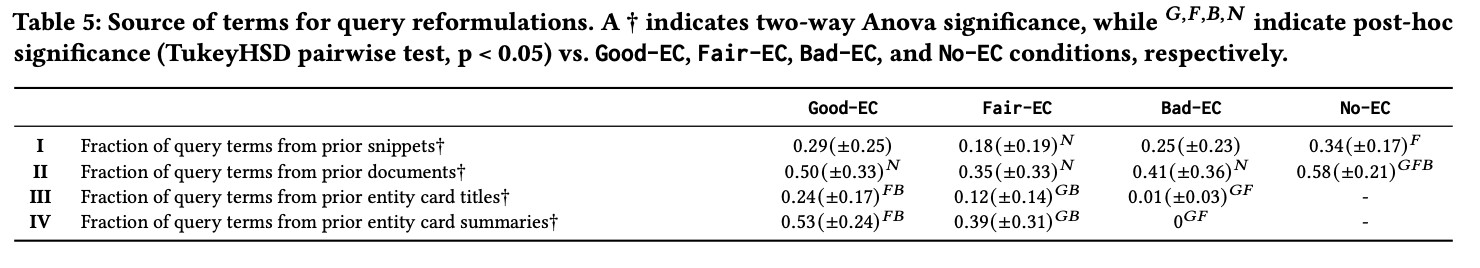 Table 5: Source of terms for query reformulations. A † indicates two-way Anova significance, while G,F,B,N indicate post-hoc
significance (TukeyHSD pairwise test, p < 0.05) vs. Good-EC, Fair-EC, Bad-EC, and No-EC conditions, respectively.
Good-EC Fair-EC Bad-EC No-EC
I Fraction of query terms from prior snippets† 0.29(±0.25) 0.18(±0.19)N 0.25(±0.23) 0.34(±0.17)F
II Fraction of query terms from prior documents† 0.50(±0.33)N 0.35(±0.33)N 0.41(±0.36)N 0.58(±0.21)GFB
III Fraction of query terms from prior entity card titles† 0.24(±0.17)FB 0.12(±0.14)GB 0.01(±0.03)GF -
IV Fraction of query terms from prior entity card summaries† 0.53(±0.24)FB 0.39(±0.31)GB 0GF -